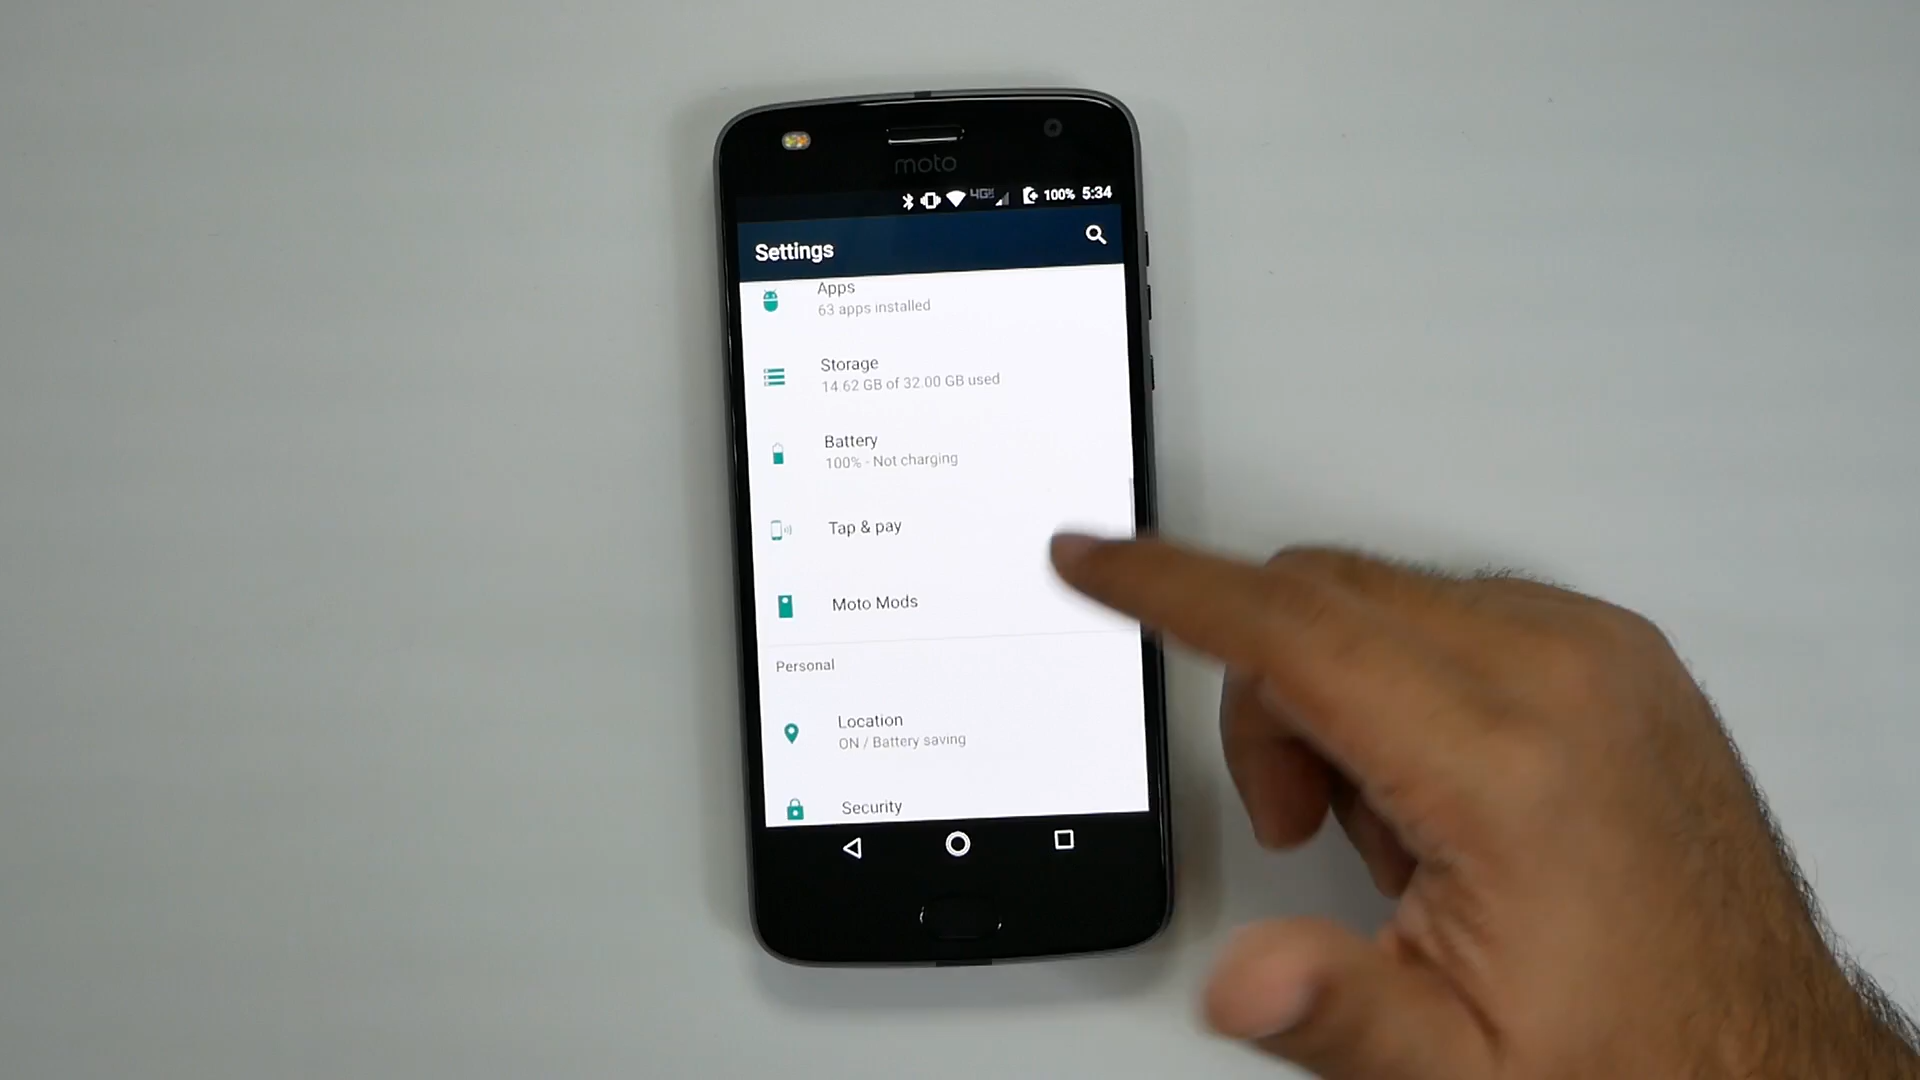 moto
4G 100% 5:34
Settings
Apps
63 apps installed
Storage
14.62 GB of 32.00 GB used
Battery
100% - Not charging
Tap & pay
Moto Mods
Personal
Location
ON / Battery saving
Security